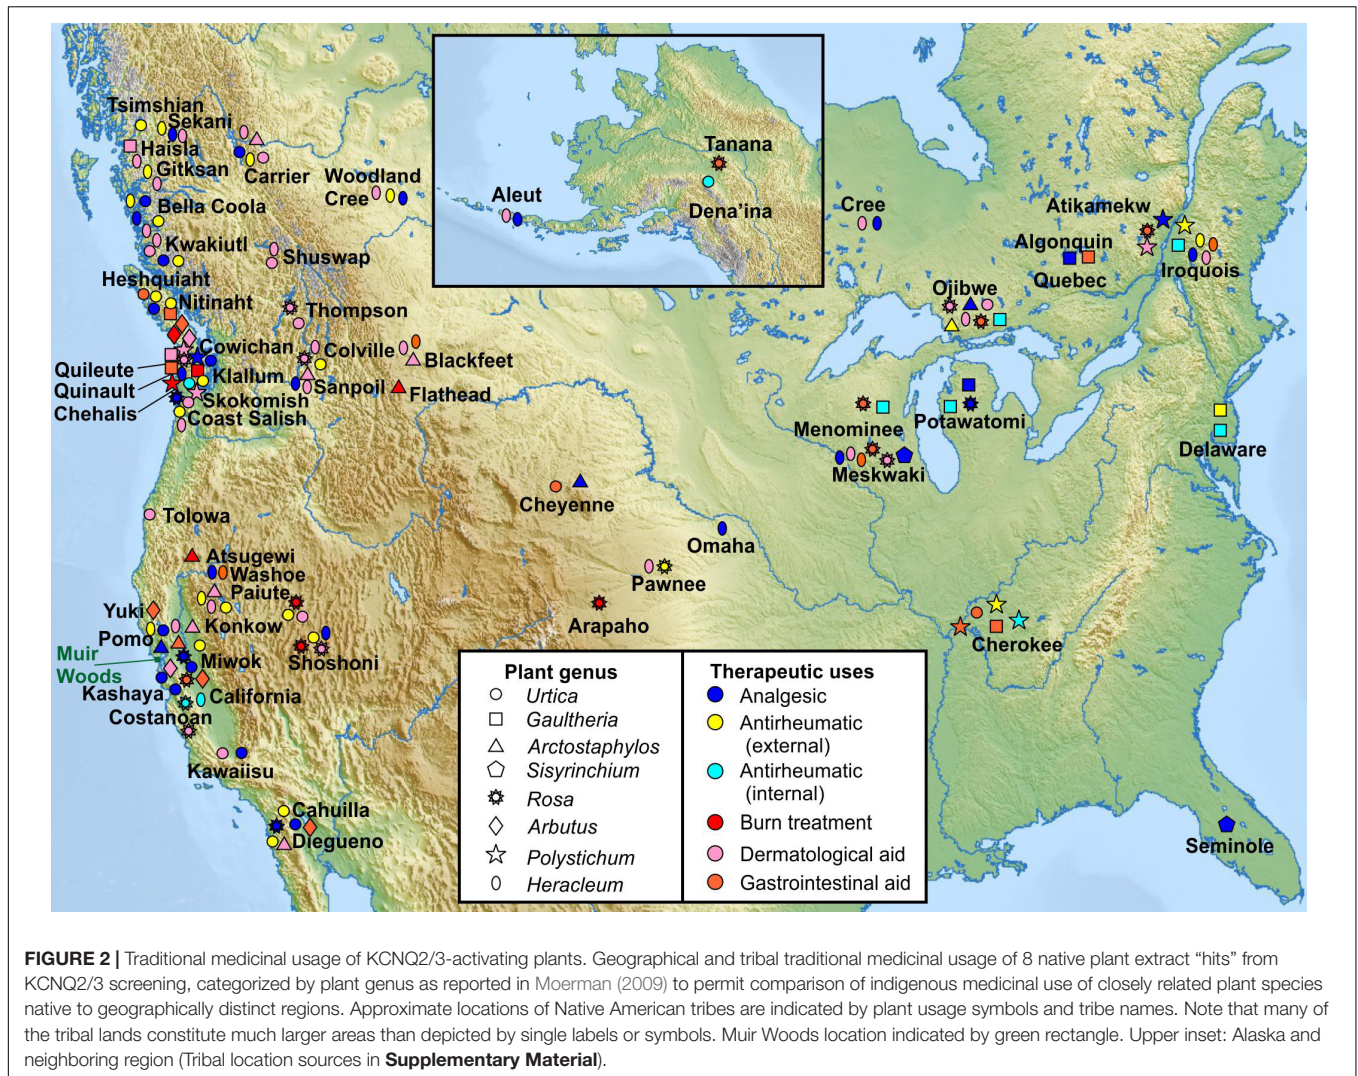 Tsimshian
Sekani
Haisla
Gitksan
Carrier
Woodland
Cree
Bella Coola
Kwakiutl
Shuswap
Heshquiaht
Nitinaht
Thompson
Cowichan
Colville
Blackfeet
Quileute
Quinault
Klallum
Sanpoil
Flathead
Chehalis
Skokomish
Coast Salish
Tanana
Aleut
Dena'ina
Cree
Atikamekw
Algonquin
Quebec
Iroquois
Ojibwe
Menominee
Potawatomi
Meskwaki
Delaware
Cheyenne
Omaha
Pawnee
Arapaho
Cherokee
Seminole
Tolowa
Atsugewi
Washoe
Paiute
Yuki
Konkow
Pomo
Muir
Woods
Miwok
Shoshoni
Kashaya
California
Costanoan
Kawaiisu
Cahuilla
Diegueno
Plant genus
Urtica
Gaultheria
Arctostaphylos
Sisyrinchium
Rosa
Arbutus
Polystichum
Heracleum
Therapeutic uses
Analgesic
Antirheumatic
(external)
Antirheumatic
(internal)
Burn treatment
Dermatological aid
Gastrointestinal aid
FIGURE 2 | Traditional medicinal usage of KCNQ2/3-activating plants. Geographical and tribal traditional medicinal usage of 8 native plant extract “hits” from
KCNQ2/3 screening, categorized by plant genus as reported in Moerman (2009) to permit comparison of indigenous medicinal use of closely related plant species
native to geographically distinct regions. Approximate locations of Native American tribes are indicated by plant usage symbols and tribe names. Note that many of
the tribal lands constitute much larger areas than depicted by single labels or symbols. Muir Woods location indicated by green rectangle. Upper inset: Alaska and
neighboring region (Tribal location sources in Supplementary Material).